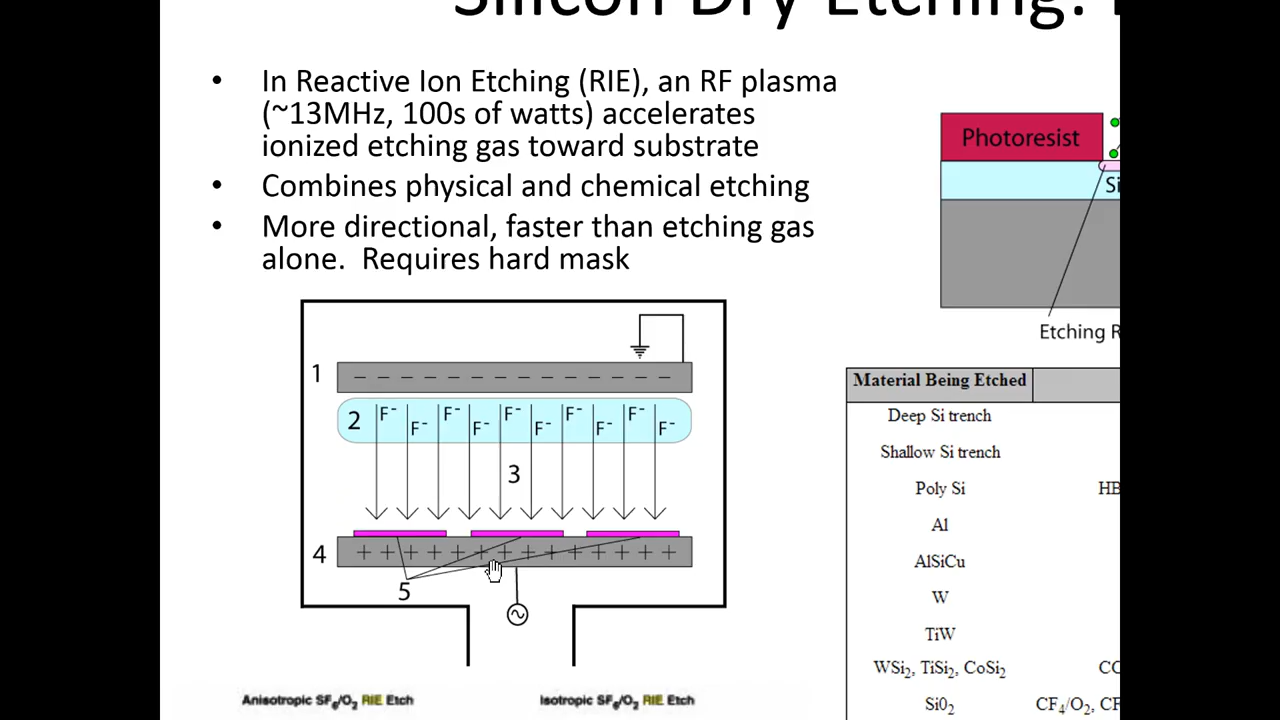 Silicon Dry Etching:
• In Reactive Ion Etching (RIE), an RF plasma
(~13MHz, 100s of watts) accelerates
ionized etching gas toward substrate
• Combines physical and chemical etching
• More directional, faster than etching gas
alone.  Requires hard mask
1
2
F⁻ F⁻ F⁻ F⁻ F⁻ F⁻ F⁻ F⁻ F⁻ F⁻
3
4
5
Anisotropic SF₆/O₂ RIE Etch
Isotropic SF₆/O₂ RIE Etch
Photoresist
Si
Etching R
Material Being Etched
Deep Si trench
Shallow Si trench
Poly Si HB
Al
AlSiCu
W
TiW
WSi₂, TiSi₂, CoSi₂ CC
Si0₂ CF₄/O₂, CF